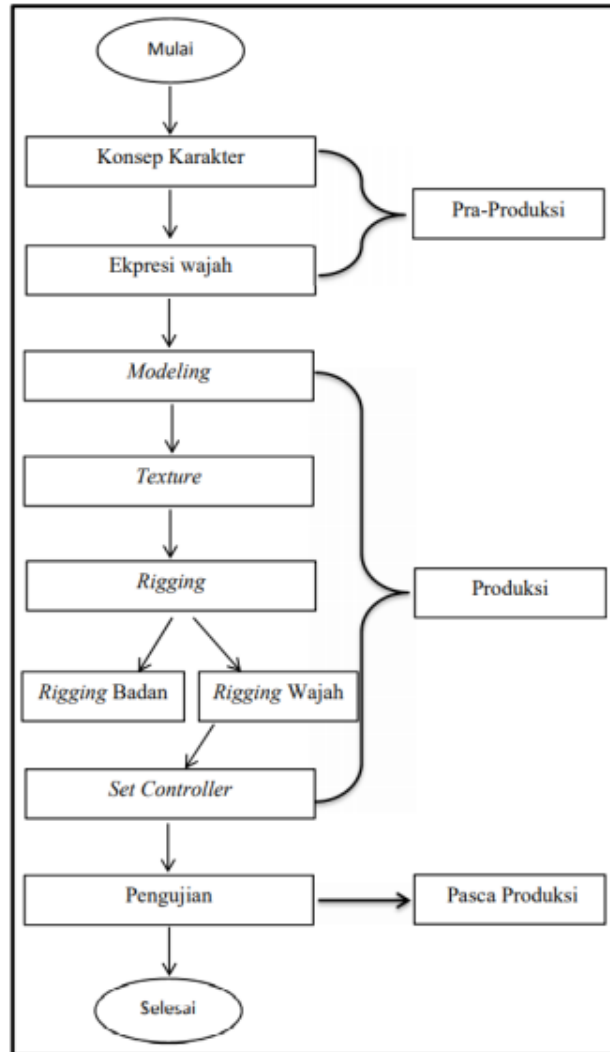 Mulai
Konsep Karakter
Pra-Produksi
Ekpresi wajah
Modeling
Texture
Rigging
Produksi
Rigging Badan
Rigging Wajah
Set Controller
Pengujian
Pasca Produksi
Selesai